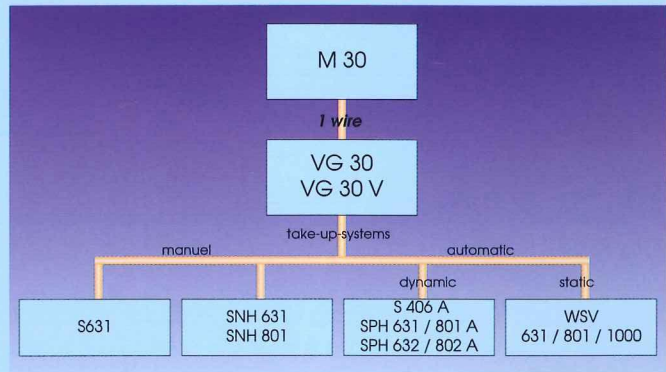 M 30
1 wire
VG 30
VG 30 V
take-up-systems
manuel
automatic
dynamic
static
S631
SNH 631
SNH 801
S 406 A
SPH 631 / 801 A
SPH 632 / 802 A
WSV
631 / 801 / 1000